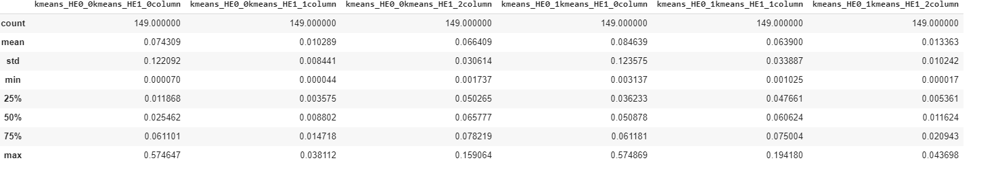 kmeans_HE0_0kmeans_HE1_0column kmeans_HE0_0kmeans_HE1_1column kmeans_HE0_0kmeans_HE1_2column kmeans_HE0_1kmeans_HE1_0column kmeans_HE0_1kmeans_HE1_1column kmeans_HE0_1kmeans_HE1_2column
count 149.000000 149.000000 149.000000 149.000000 149.000000 149.000000
mean 0.074309 0.010289 0.066409 0.084639 0.063900 0.013363
std 0.122092 0.008441 0.030614 0.123575 0.033887 0.010242
min 0.000070 0.000044 0.001737 0.003137 0.001025 0.000017
25% 0.011868 0.003575 0.050265 0.036233 0.047661 0.005361
50% 0.025462 0.008802 0.065777 0.050878 0.060624 0.011624
75% 0.061101 0.014718 0.078219 0.061181 0.075004 0.020943
max 0.574647 0.038112 0.159064 0.574869 0.194180 0.043698